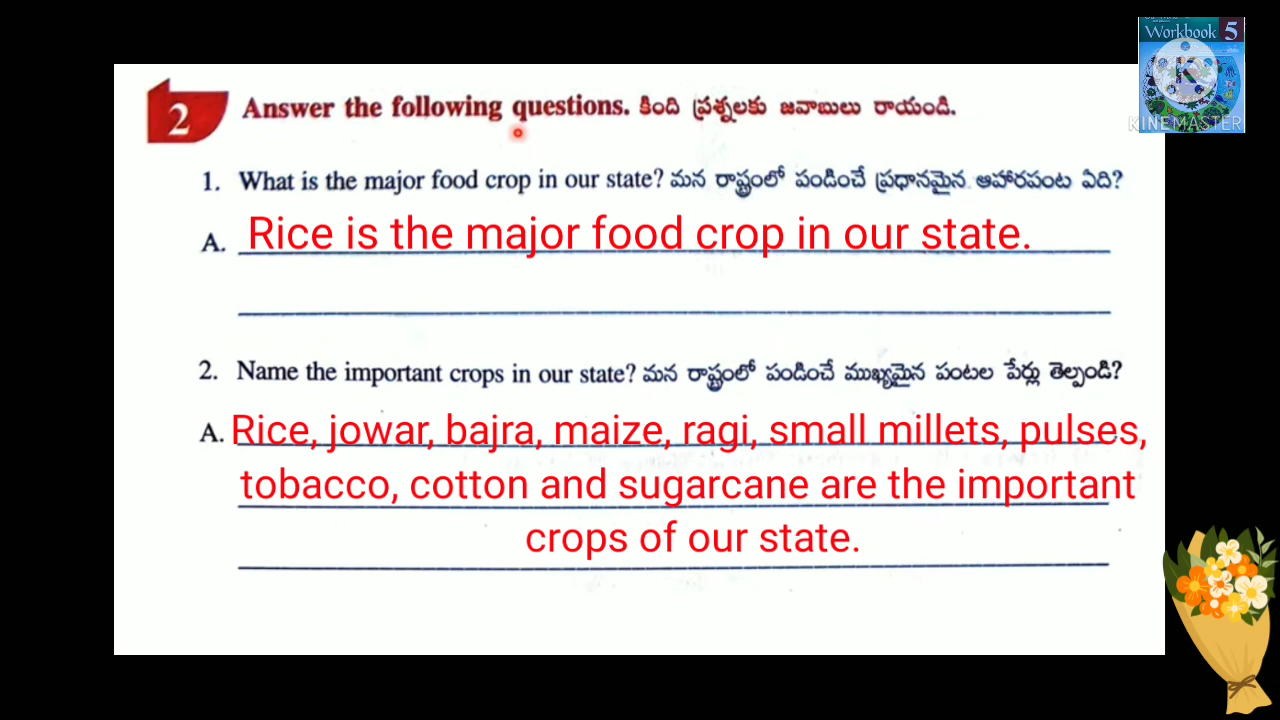 Workbook 5
KINEMASTER
2 Answer the following questions. కింది ప్రశ్నలకు జవాబులు రాయండి.
1. What is the major food crop in our state? మన రాష్ట్రంలో పండించే ప్రధానమైన ఆహారపంట ఏది?
A. Rice is the major food crop in our state.
2. Name the important crops in our state? మన రాష్ట్రంలో పండించే ముఖ్యమైన పంటల పేర్లు తెల్పండి?
A. Rice, jowar, bajra, maize, ragi, small millets, pulses,
tobacco, cotton and sugarcane are the important
crops of our state.